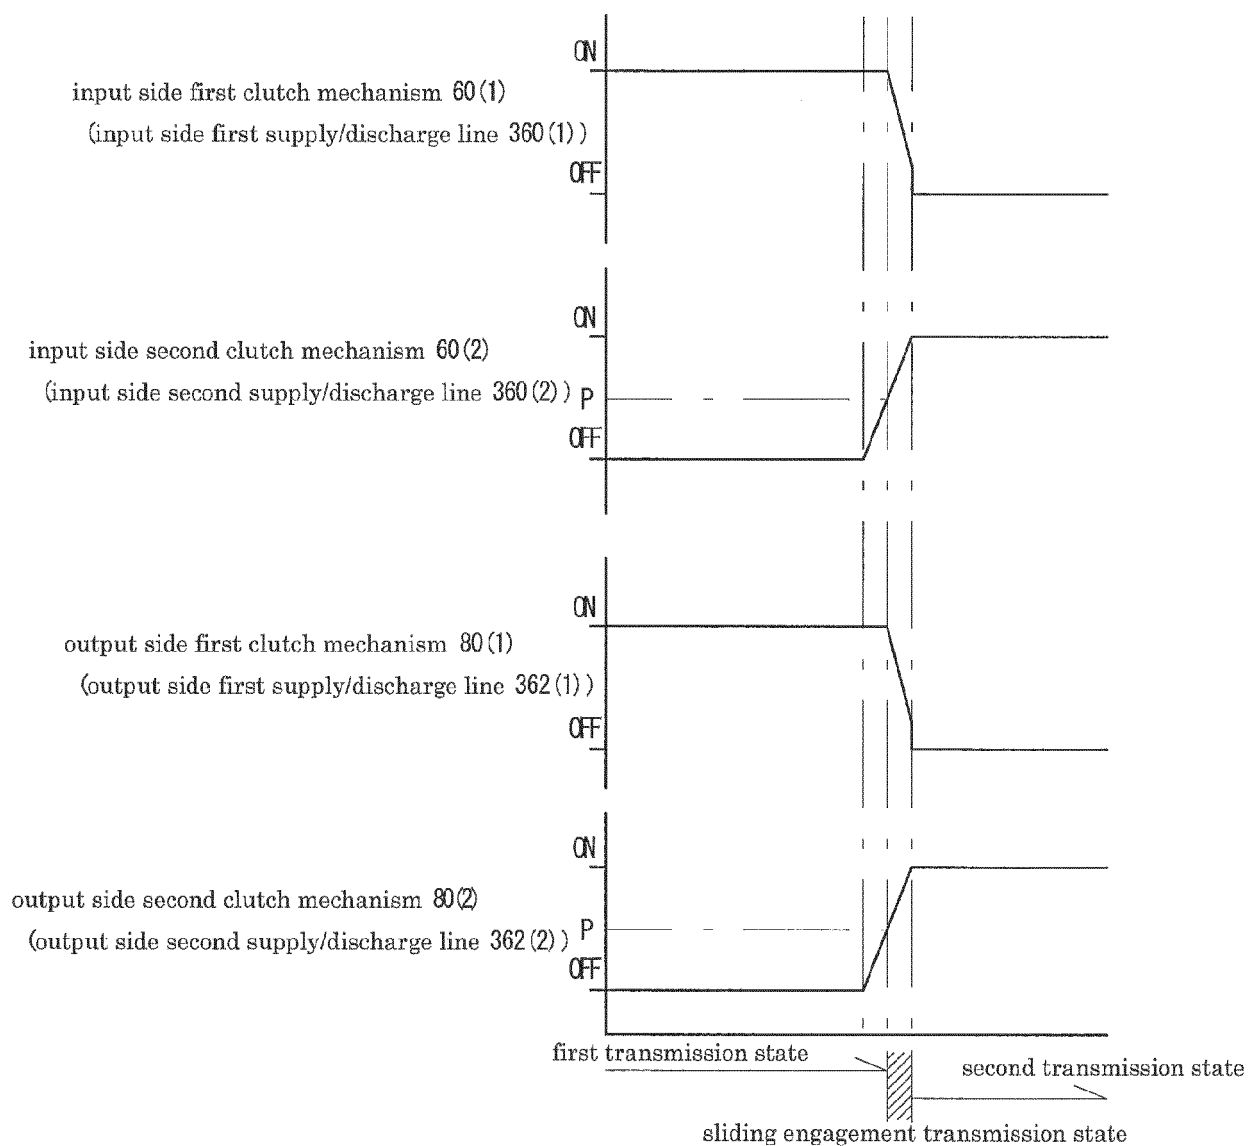 ON
input side first clutch mechanism 60(1)
(input side first supply/discharge line 360(1))
OFF
ON
input side second clutch mechanism 60(2)
(input side second supply/discharge line 360(2)) P
OFF
ON
output side first clutch mechanism 80(1)
(output side first supply/discharge line 362(1))
OFF
ON
output side second clutch mechanism 80(2)
(output side second supply/discharge line 362(2)) P
OFF
first transmission state
second transmission state
sliding engagement transmission state